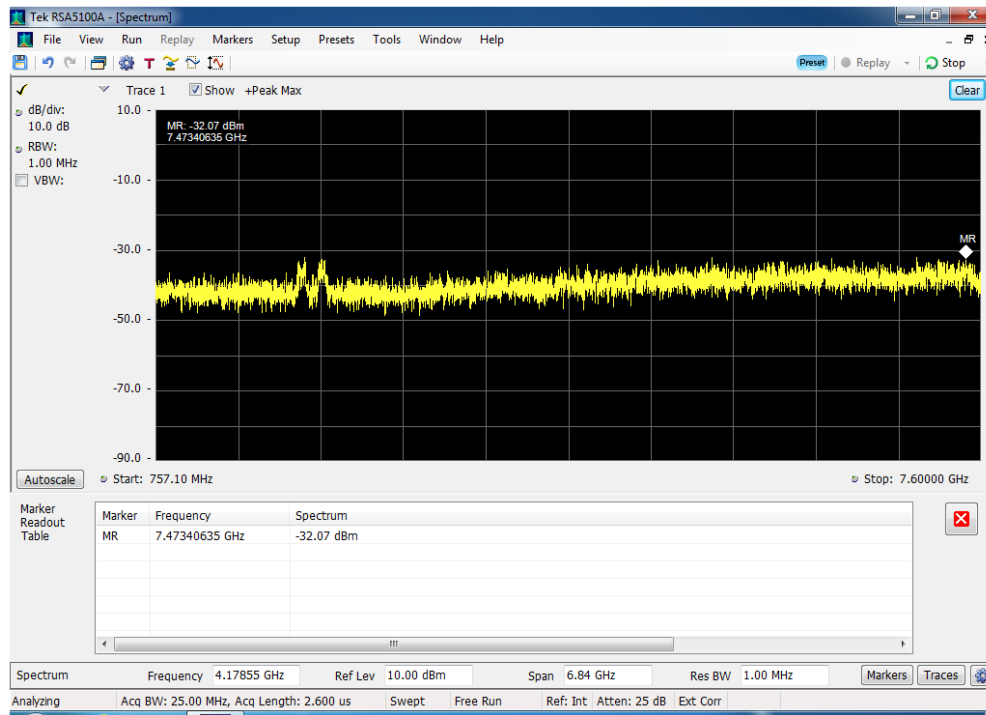 Tek RSA5100A - [Spectrum]
File View Run Replay Markers Setup Presets Tools Window Help
T Preset Replay Stop
Trace 1 Show +Peak Max Clear
dB/div: 10.0
10.0 dB
MR: -32.07 dBm
7.47340635 GHz
RBW:
1.00 MHz
VBW: -10.0
MR
-30.0
-50.0
-70.0
-90.0
Autoscale Start: 757.10 MHz Stop: 7.60000 GHz
Marker
Readout
Table
Marker Frequency Spectrum
MR 7.47340635 GHz -32.07 dBm
Spectrum Frequency 4.17855 GHz Ref Lev 10.00 dBm Span 6.84 GHz Res BW 1.00 MHz Markers Traces
Analyzing Acq BW: 25.00 MHz, Acq Length: 2.600 us Swept Free Run Ref: Int Atten: 25 dB Ext Corr